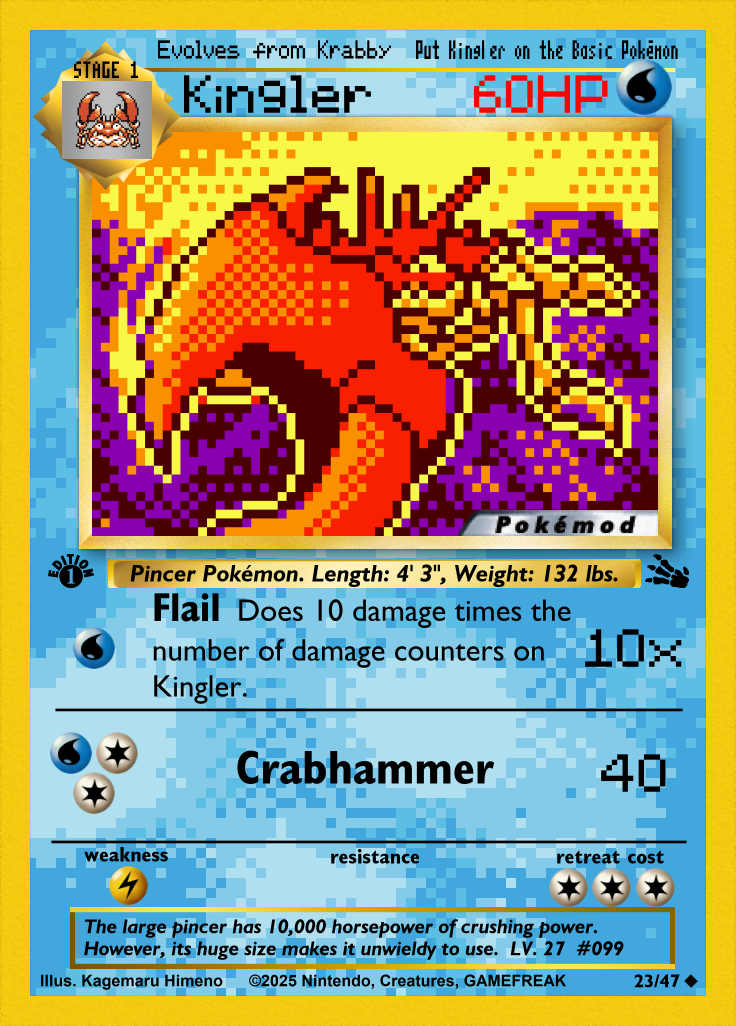 Evolves from Krabby Put Kingler on the Basic Pokémon
STAGE 1
Kingler 60HP
Pokémod
EDITION 1
Pincer Pokémon. Length: 4' 3", Weight: 132 lbs.
Flail Does 10 damage times the
number of damage counters on
Kingler.
10x
Crabhammer 40
weakness resistance retreat cost
The large pincer has 10,000 horsepower of crushing power.
However, its huge size makes it unwieldy to use. LV. 27 #099
Illus. Kagemaru Himeno ©2025 Nintendo, Creatures, GAMEFREAK 23/47